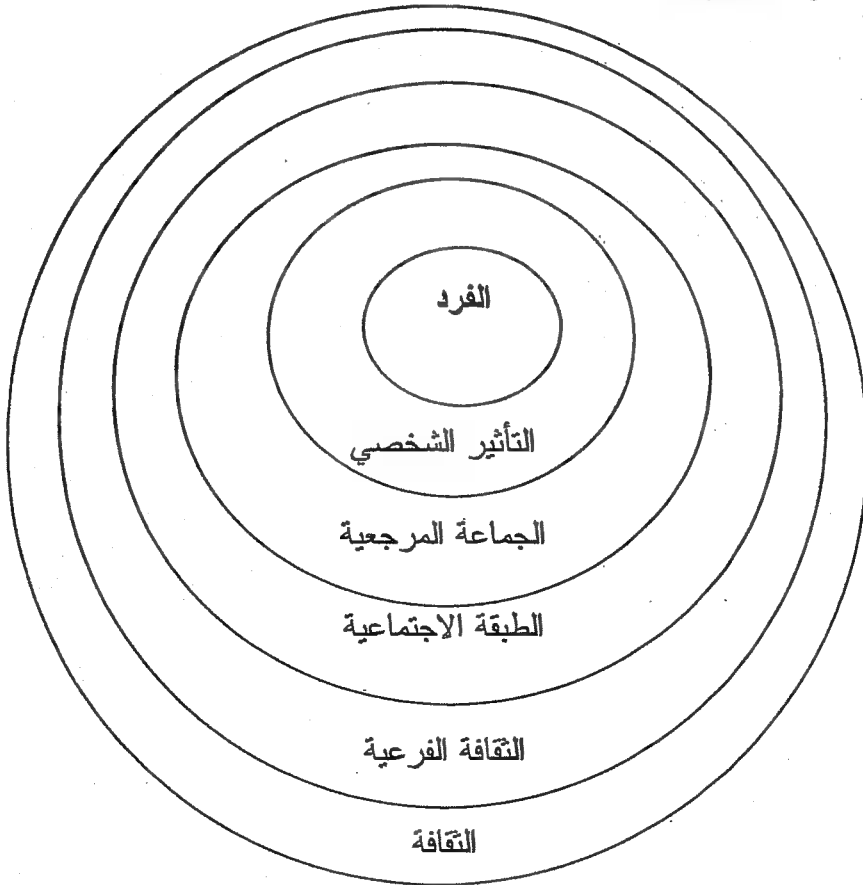 الفرد
التأثير الشخصي
الجماعة المرجعية
الطبقة الاجتماعية
الثقافة الفرعية
الثقافة